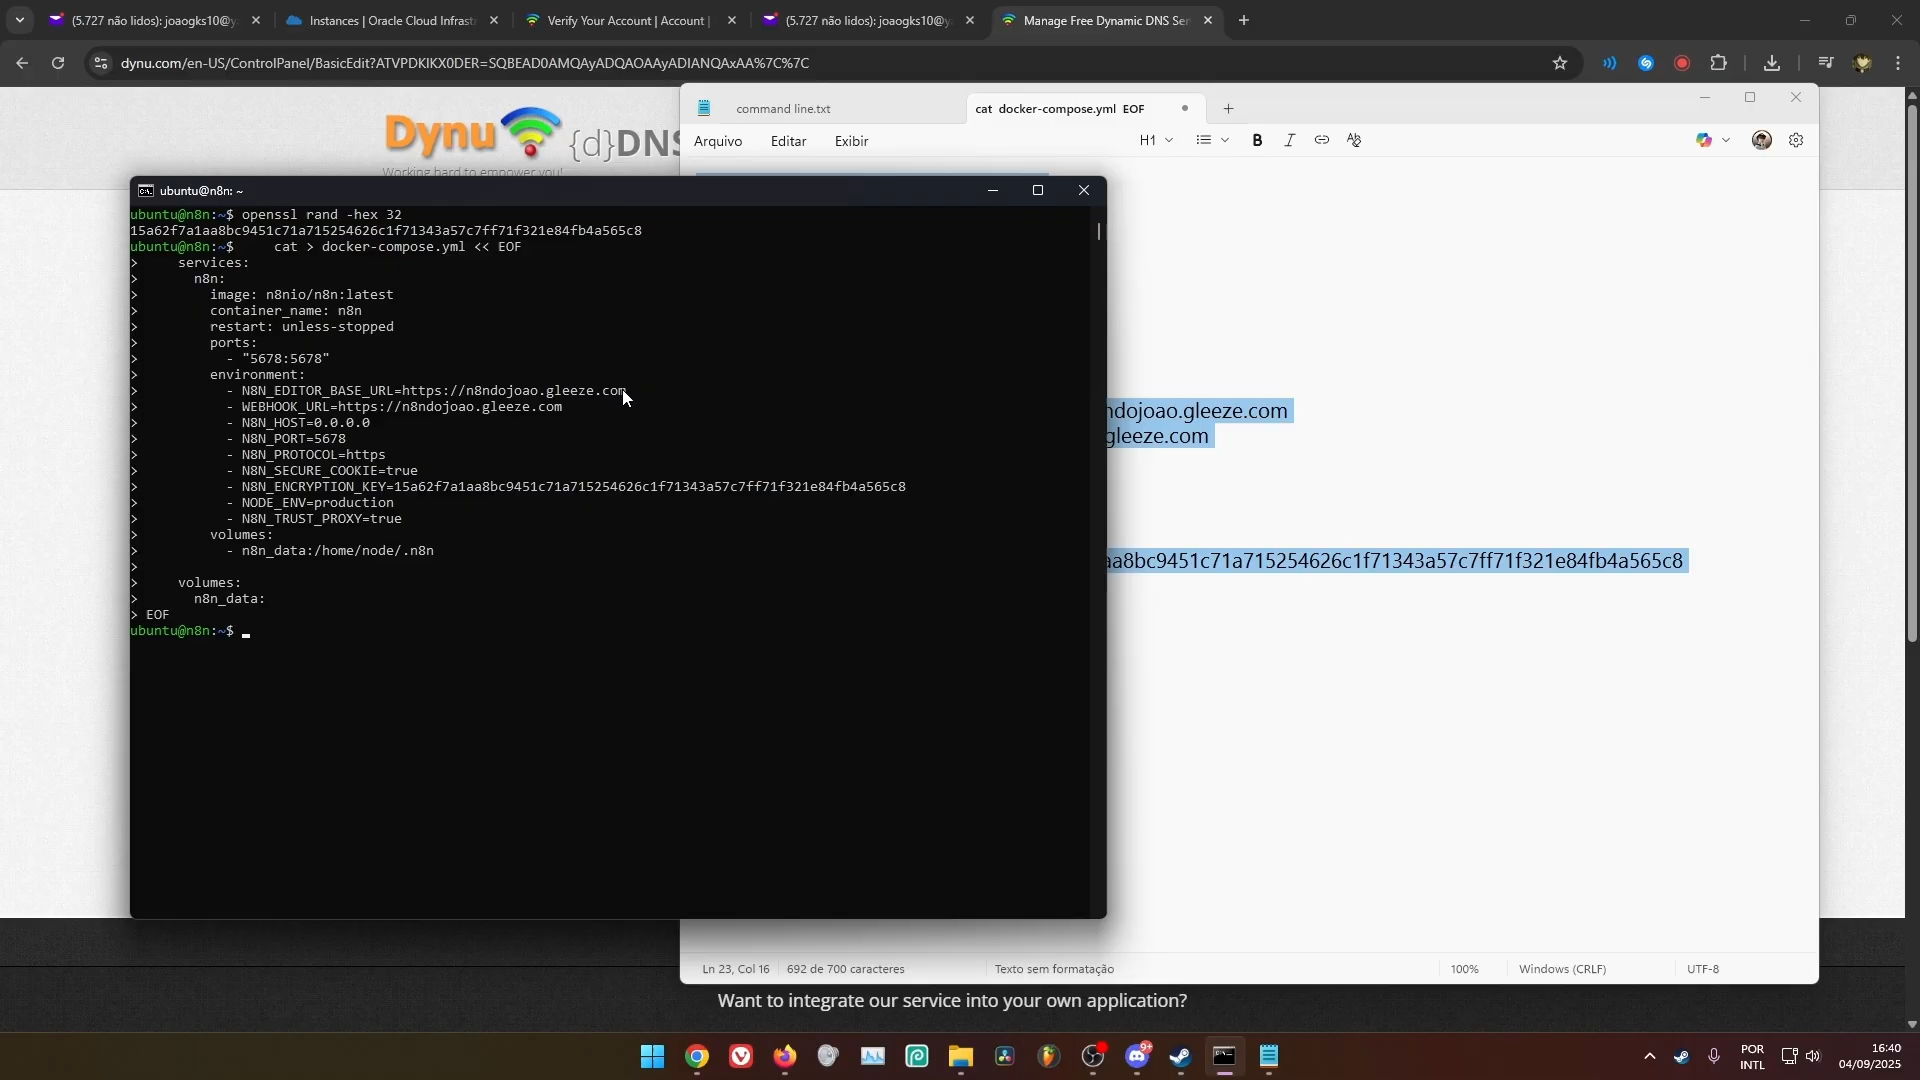 (5.727 não lidos): joaogks10@y
Instances | Oracle Cloud Infrast
Verify Your Account | Account |
(5.727 não lidos): joaogks10@y
Manage Free Dynamic DNS Ser
dynu.com/en-US/ControlPanel/BasicEdit?ATVPDKIKX0DER=SQBEAD0AMQAyADQAOAAyADIANQAxAA%7C%7C
Dynu {d}DNS
Working hard to empower you!
command line.txt
cat docker-compose.yml EOF
Arquivo Editar Exibir H1
ubuntu@n8n: ~
ubuntu@n8n:~$ openssl rand -hex 32
15a62f7a1aa8bc9451c71a715254626c1f71343a57c7ff71f321e84fb4a565c8
ubuntu@n8n:~$     cat > docker-compose.yml << EOF
>     services:
>       n8n:
>         image: n8nio/n8n:latest
>         container_name: n8n
>         restart: unless-stopped
>         ports:
>           - "5678:5678"
>         environment:
>           - N8N_EDITOR_BASE_URL=https://n8ndojoao.gleeze.com
>           - WEBHOOK_URL=https://n8ndojoao.gleeze.com
>           - N8N_HOST=0.0.0.0
>           - N8N_PORT=5678
>           - N8N_PROTOCOL=https
>           - N8N_SECURE_COOKIE=true
>           - N8N_ENCRYPTION_KEY=15a62f7a1aa8bc9451c71a715254626c1f71343a57c7ff71f321e84fb4a565c8
>           - NODE_ENV=production
>           - N8N_TRUST_PROXY=true
>         volumes:
>           - n8n_data:/home/node/.n8n
>
>     volumes:
>       n8n_data:
> EOF
ubuntu@n8n:~$
ndojoao.gleeze.com
gleeze.com
aa8bc9451c71a715254626c1f71343a57c7ff71f321e84fb4a565c8
Ln 23, Col 16 692 de 700 caracteres Texto sem formatação 100% Windows (CRLF) UTF-8
Want to integrate our service into your own application?
9+
POR
INTL
16:40
04/09/2025